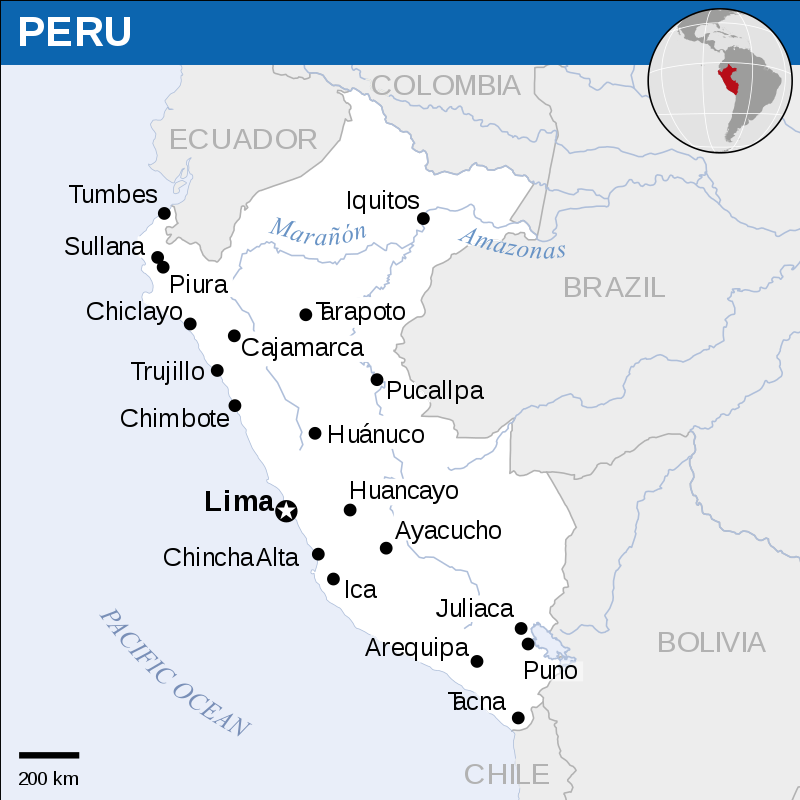 PERU
COLOMBIA
ECUADOR
Tumbes
Iquitos
Marañón
Amazonas
Sullana
Piura
BRAZIL
Chiclayo
Tarapoto
Cajamarca
Trujillo
Pucallpa
Chimbote
Huánuco
Lima
Huancayo
Ayacucho
Chincha Alta
Ica
Juliaca
PACIFIC OCEAN
Arequipa
BOLIVIA
Puno
Tacna
200 km
CHILE